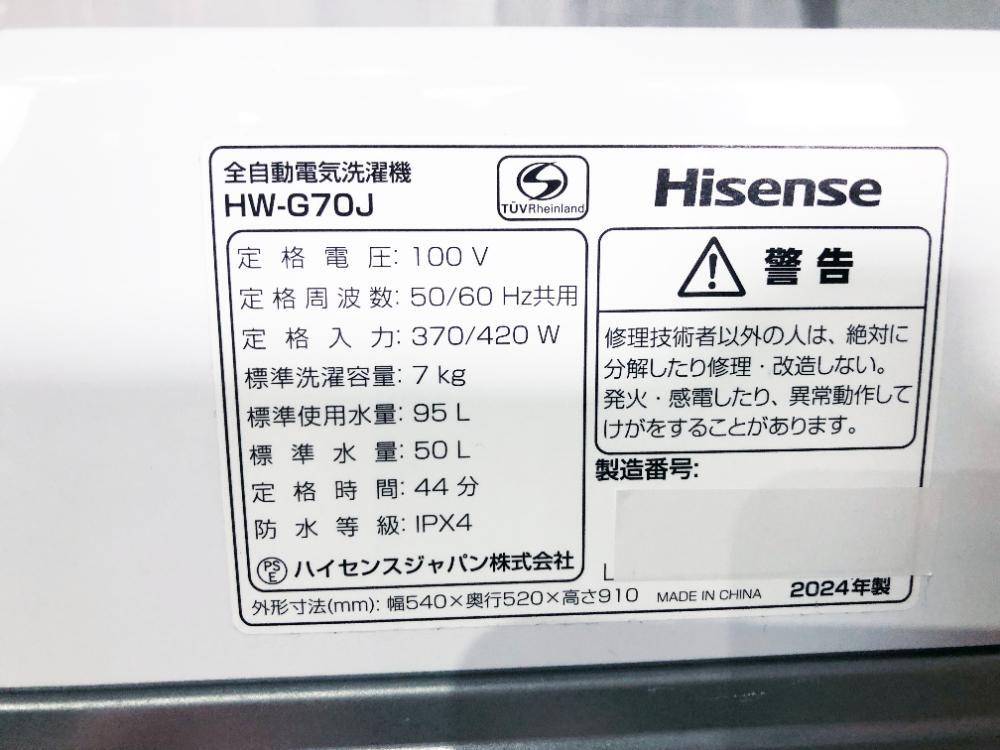 全自動電気洗濯機
HW-G70J
TÜVRheinland
Hisense
定格電圧: 100 V
定格周波数: 50/60 Hz共用
定格入力: 370/420 W
標準洗濯容量: 7 kg
標準使用水量: 95 L
標準水量: 50 L
定格時間: 44 分
防水等級: IPX4
PSE ハイセンスジャパン株式会社
警告
修理技術者以外の人は、絶対に
分解したり修理・改造しない。
発火・感電したり、異常動作して
けがをすることがあります。
製造番号:
外形寸法(mm): 幅540×奥行520×高さ910
MADE IN CHINA
2024年製